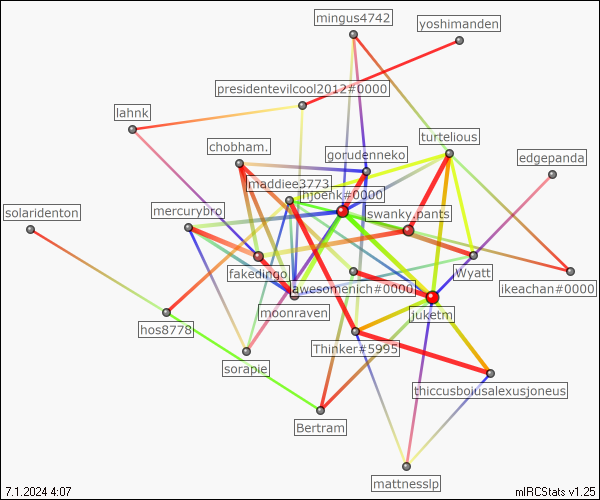 mingus4742
yoshimanden
presidentevilcool2012#0000
lahnk
turtelious
chobham.
gorudenneko
edgepanda
maddiee3773
hjoenk#0000
solaridenton
mercurybro
swanky.pants
fakedingo
Wyatt
awesomenich#0000
ikeachan#0000
moonraven
juketm
hos8778
Thinker#5995
sorapie
thiccusboiusalexusjoneus
Bertram
mattnesslp
7.1.2024 4:07
mIRCStats v1.25